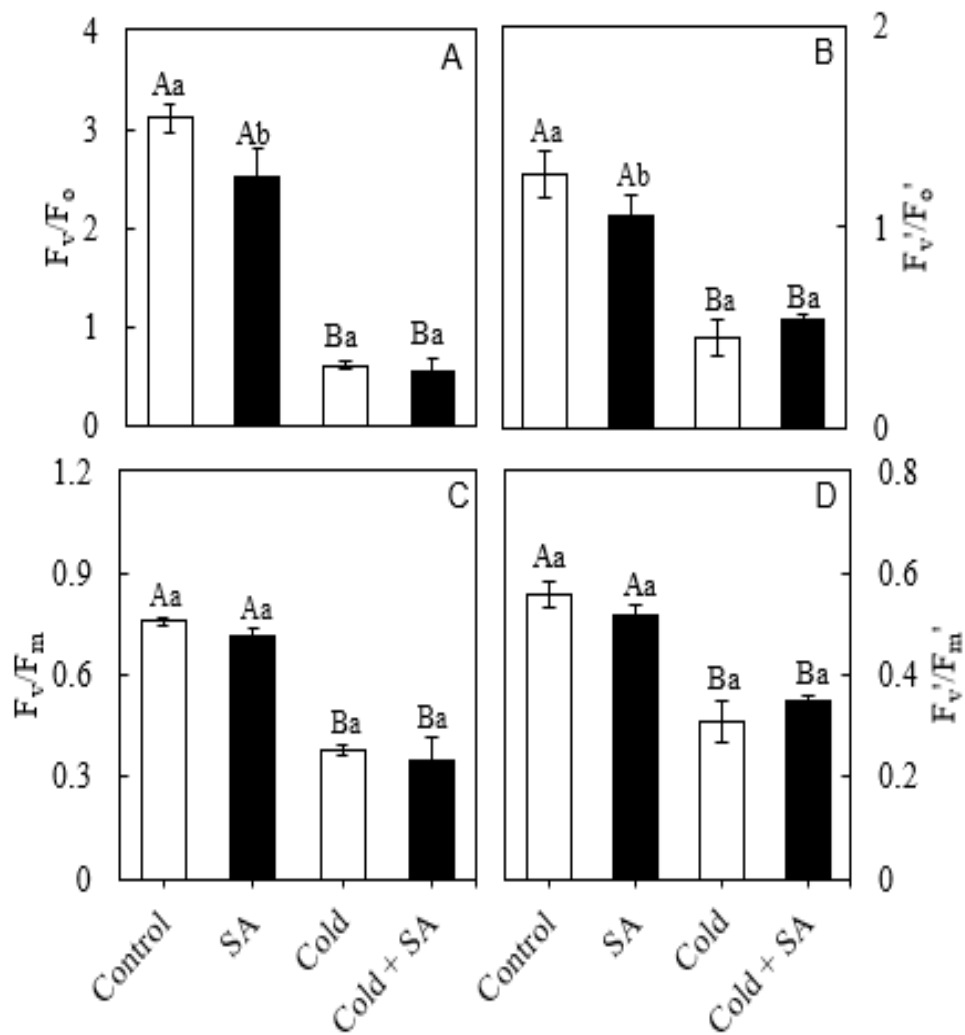 4
A
Aa
3
Ab
2
Fv/Fo
1
Ba
Ba
0
2
B
Aa
Ab
1
Fv'/Fo'
Ba
Ba
0
1.2
C
0.9
Aa
Aa
Fv/Fm
0.6
Ba
Ba
0.3
0
0.8
D
Aa
Aa
0.6
Fv'/Fm'
Ba
Ba
0.4
0.2
0
Control
SA
Cold
Cold + SA
Control
SA
Cold
Cold + SA